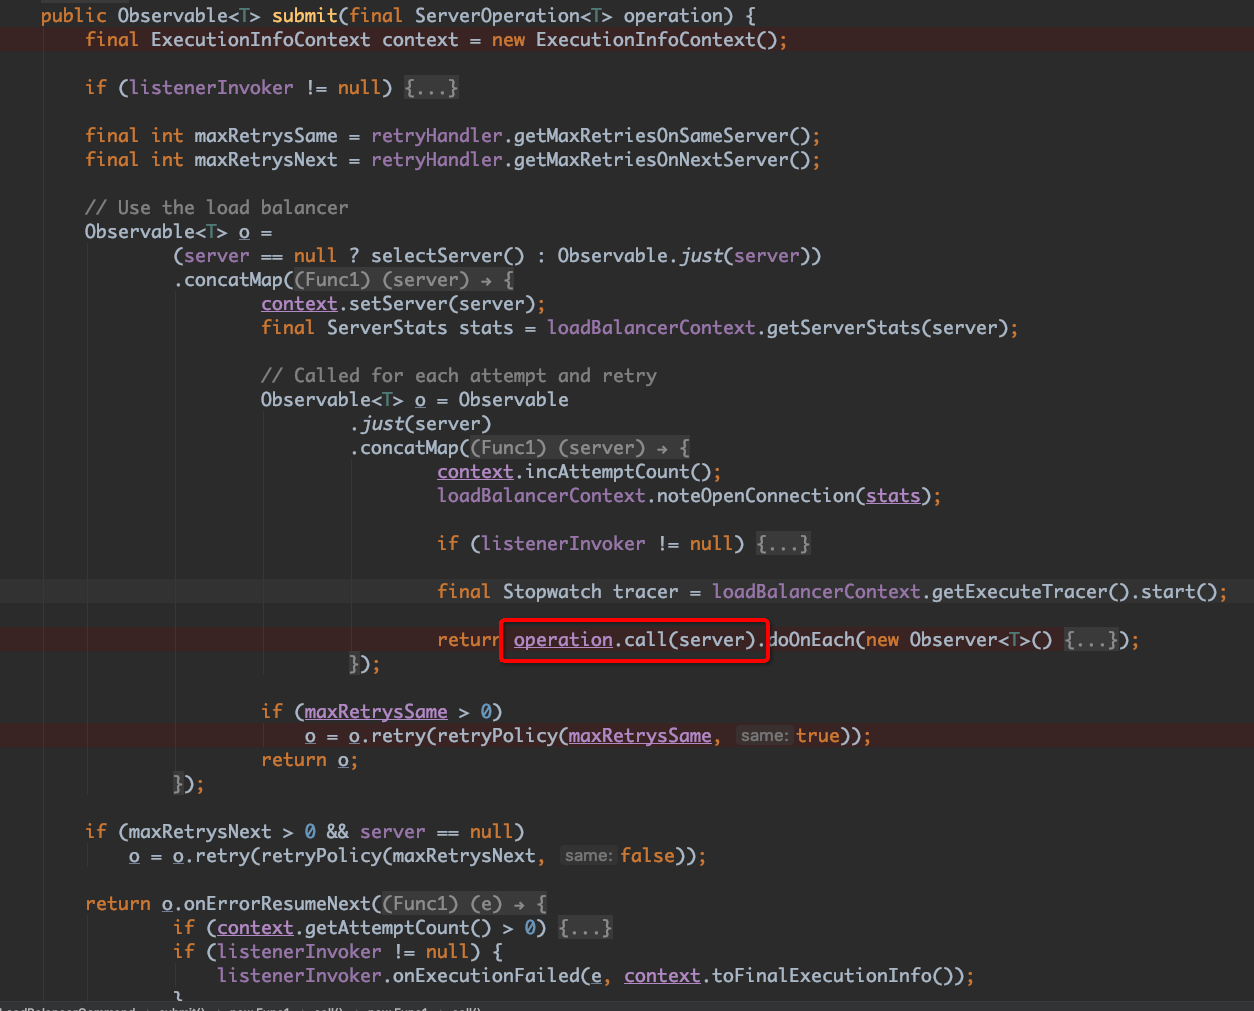 public Observable<T> submit(final ServerOperation<T> operation) {
final ExecutionInfoContext context = new ExecutionInfoContext();
if (listenerInvoker != null) {...}
final int maxRetrysSame = retryHandler.getMaxRetriesOnSameServer();
final int maxRetrysNext = retryHandler.getMaxRetriesOnNextServer();
// Use the load balancer
Observable<T> o =
(server == null ? selectServer() : Observable.just(server))
.concatMap((Func1) (server) → {
context.setServer(server);
final ServerStats stats = loadBalancerContext.getServerStats(server);
// Called for each attempt and retry
Observable<T> o = Observable
.just(server)
.concatMap((Func1) (server) → {
context.incAttemptCount();
loadBalancerContext.noteOpenConnection(stats);
if (listenerInvoker != null) {...}
final Stopwatch tracer = loadBalancerContext.getExecuteTracer().start();
return operation.call(server).doOnEach(new Observer<T>() {...});
});
if (maxRetrysSame > 0)
o = o.retry(retryPolicy(maxRetrysSame, same: true));
return o;
});
if (maxRetrysNext > 0 && server == null)
o = o.retry(retryPolicy(maxRetrysNext, same: false));
return o.onErrorResumeNext((Func1) (e) → {
if (context.getAttemptCount() > 0) {...}
if (listenerInvoker != null) {
listenerInvoker.onExecutionFailed(e, context.toFinalExecutionInfo());
}